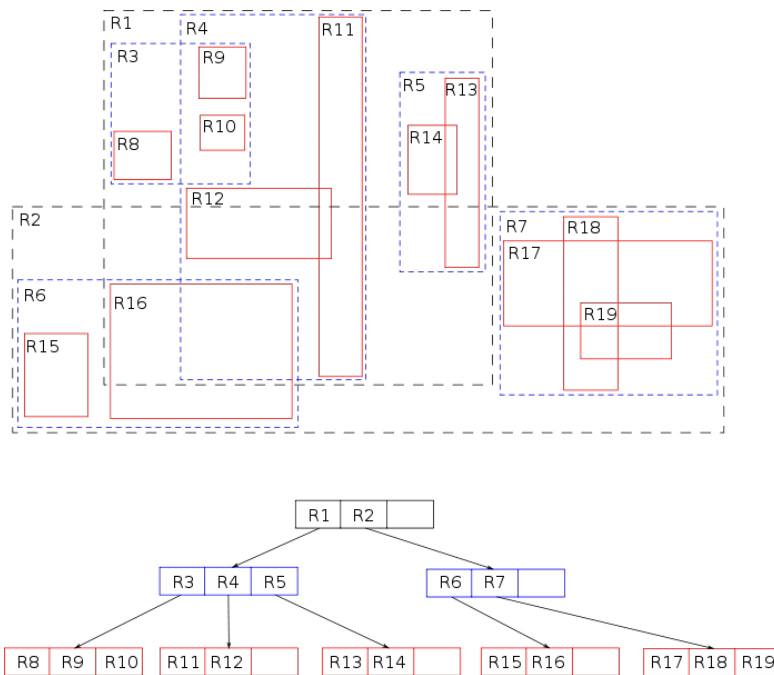 R1
R4
R11
R3
R9
R5
R13
R10
R14
R8
R12
R2
R7
R18
R17
R6
R16
R19
R15
R1 R2
R3 R4 R5
R6 R7
R8 R9 R10
R11 R12
R13 R14
R15 R16
R17 R18 R19